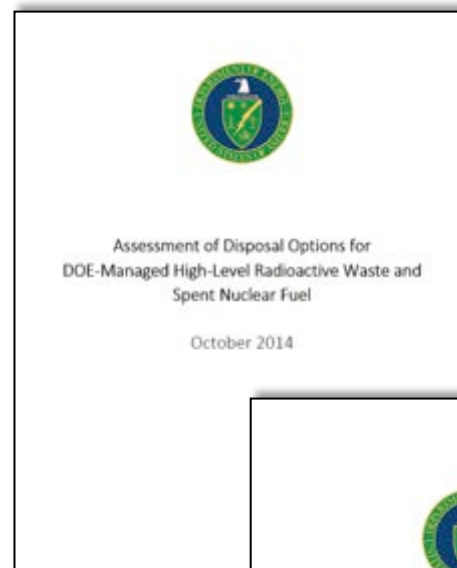 Assessment of Disposal Options for
DOE-Managed High-Level Radioactive Waste and
Spent Nuclear Fuel
October 2014